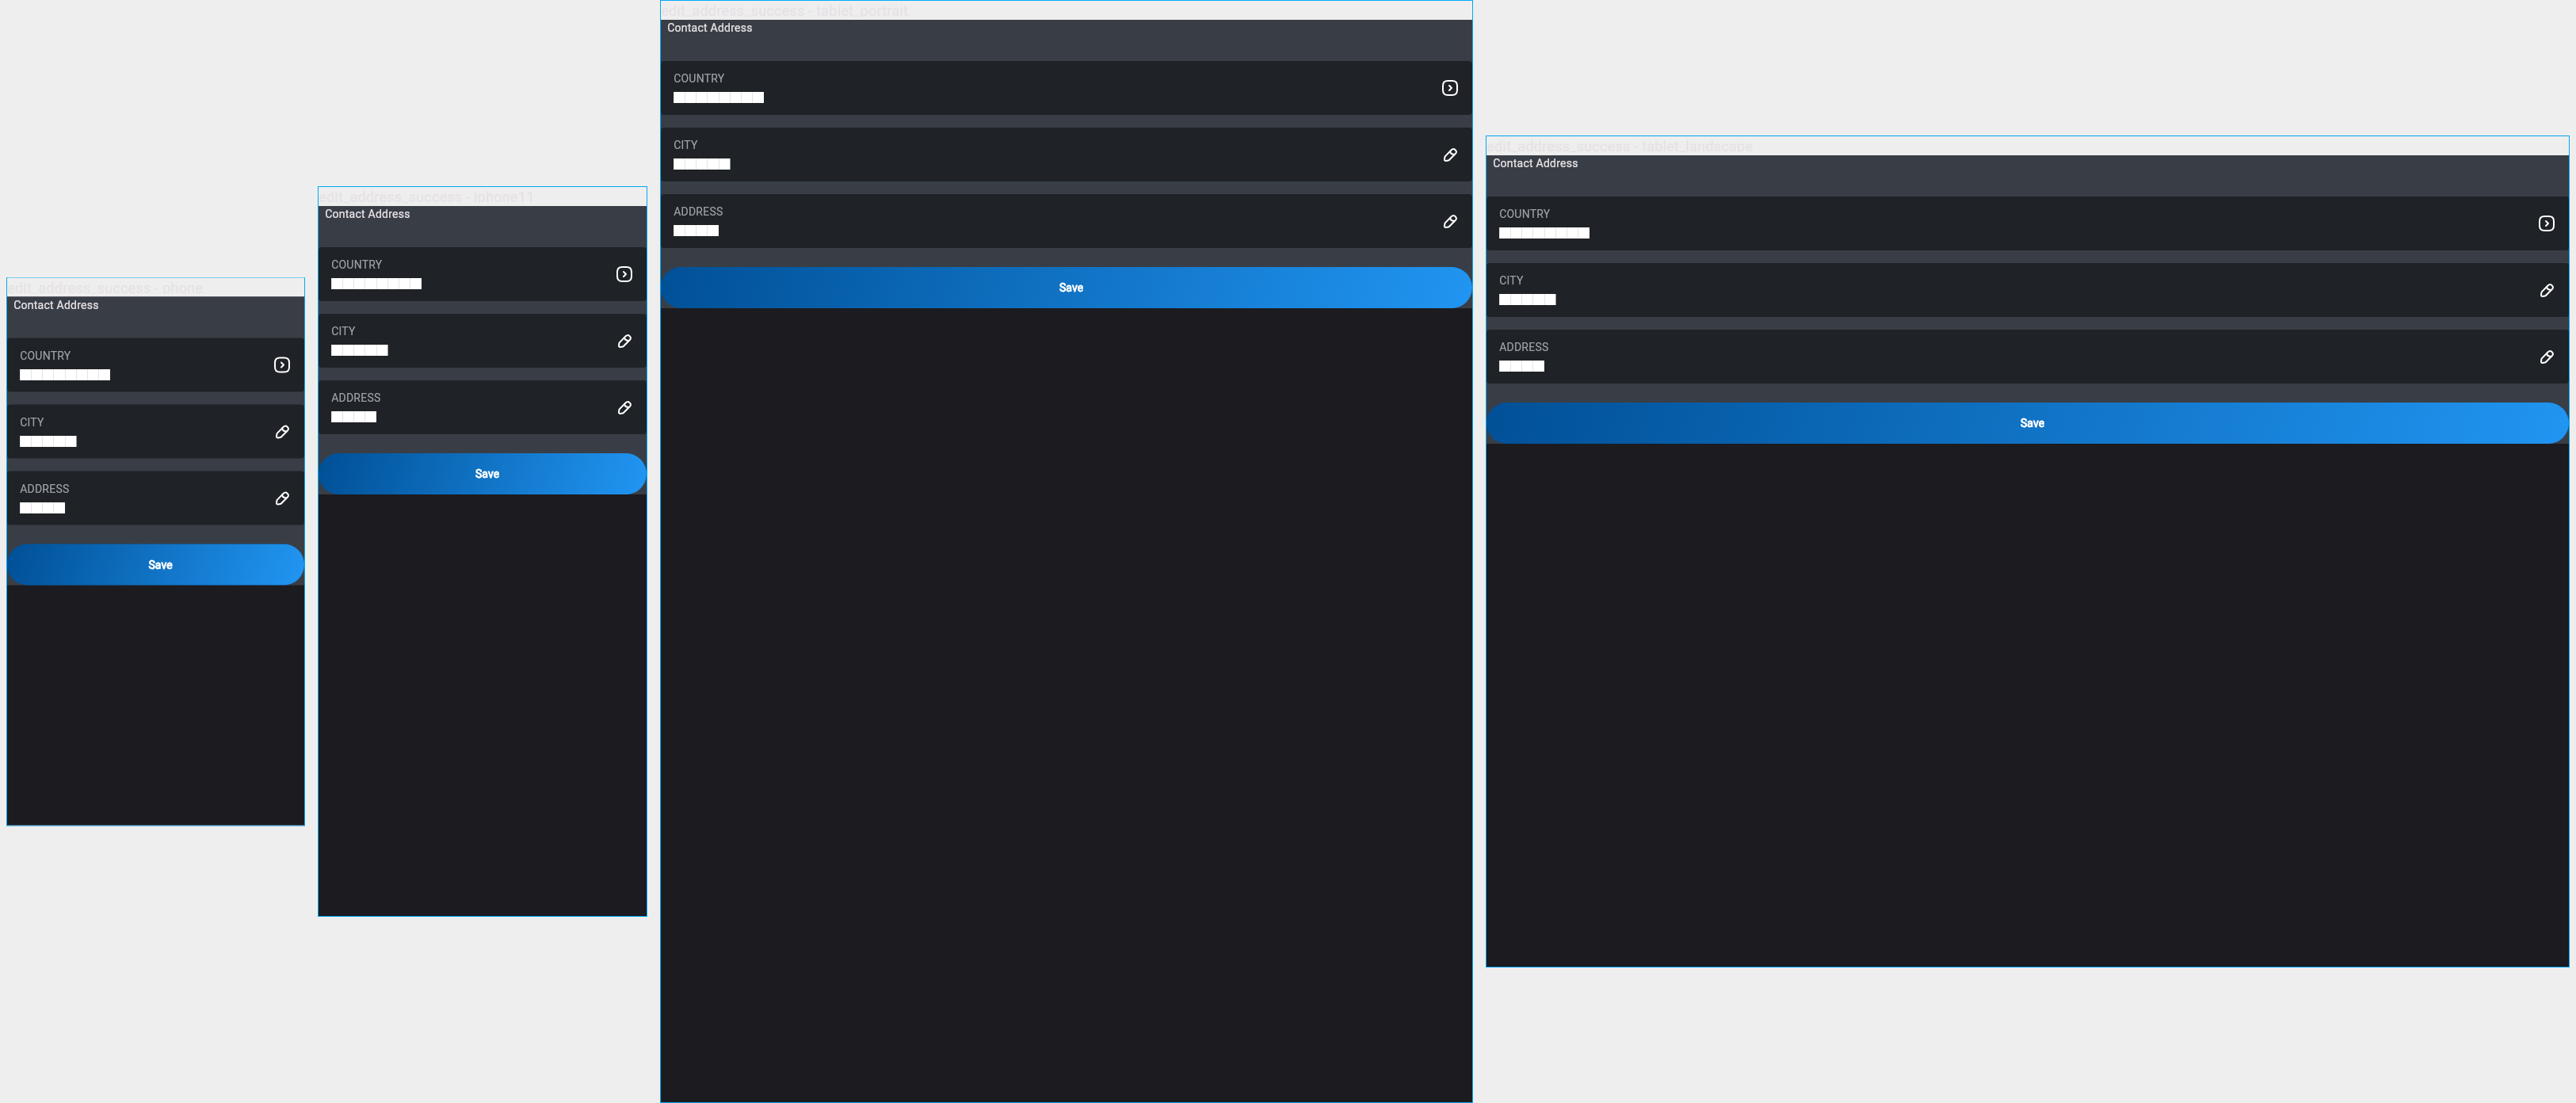 edit_address_success - phone
Contact Address
COUNTRY
CITY
ADDRESS
Save
edit_address_success - iphone11
Contact Address
COUNTRY
CITY
ADDRESS
Save
edit_address_success - tablet_portrait
Contact Address
COUNTRY
CITY
ADDRESS
Save
edit_address_success - tablet_landscape
Contact Address
COUNTRY
CITY
ADDRESS
Save